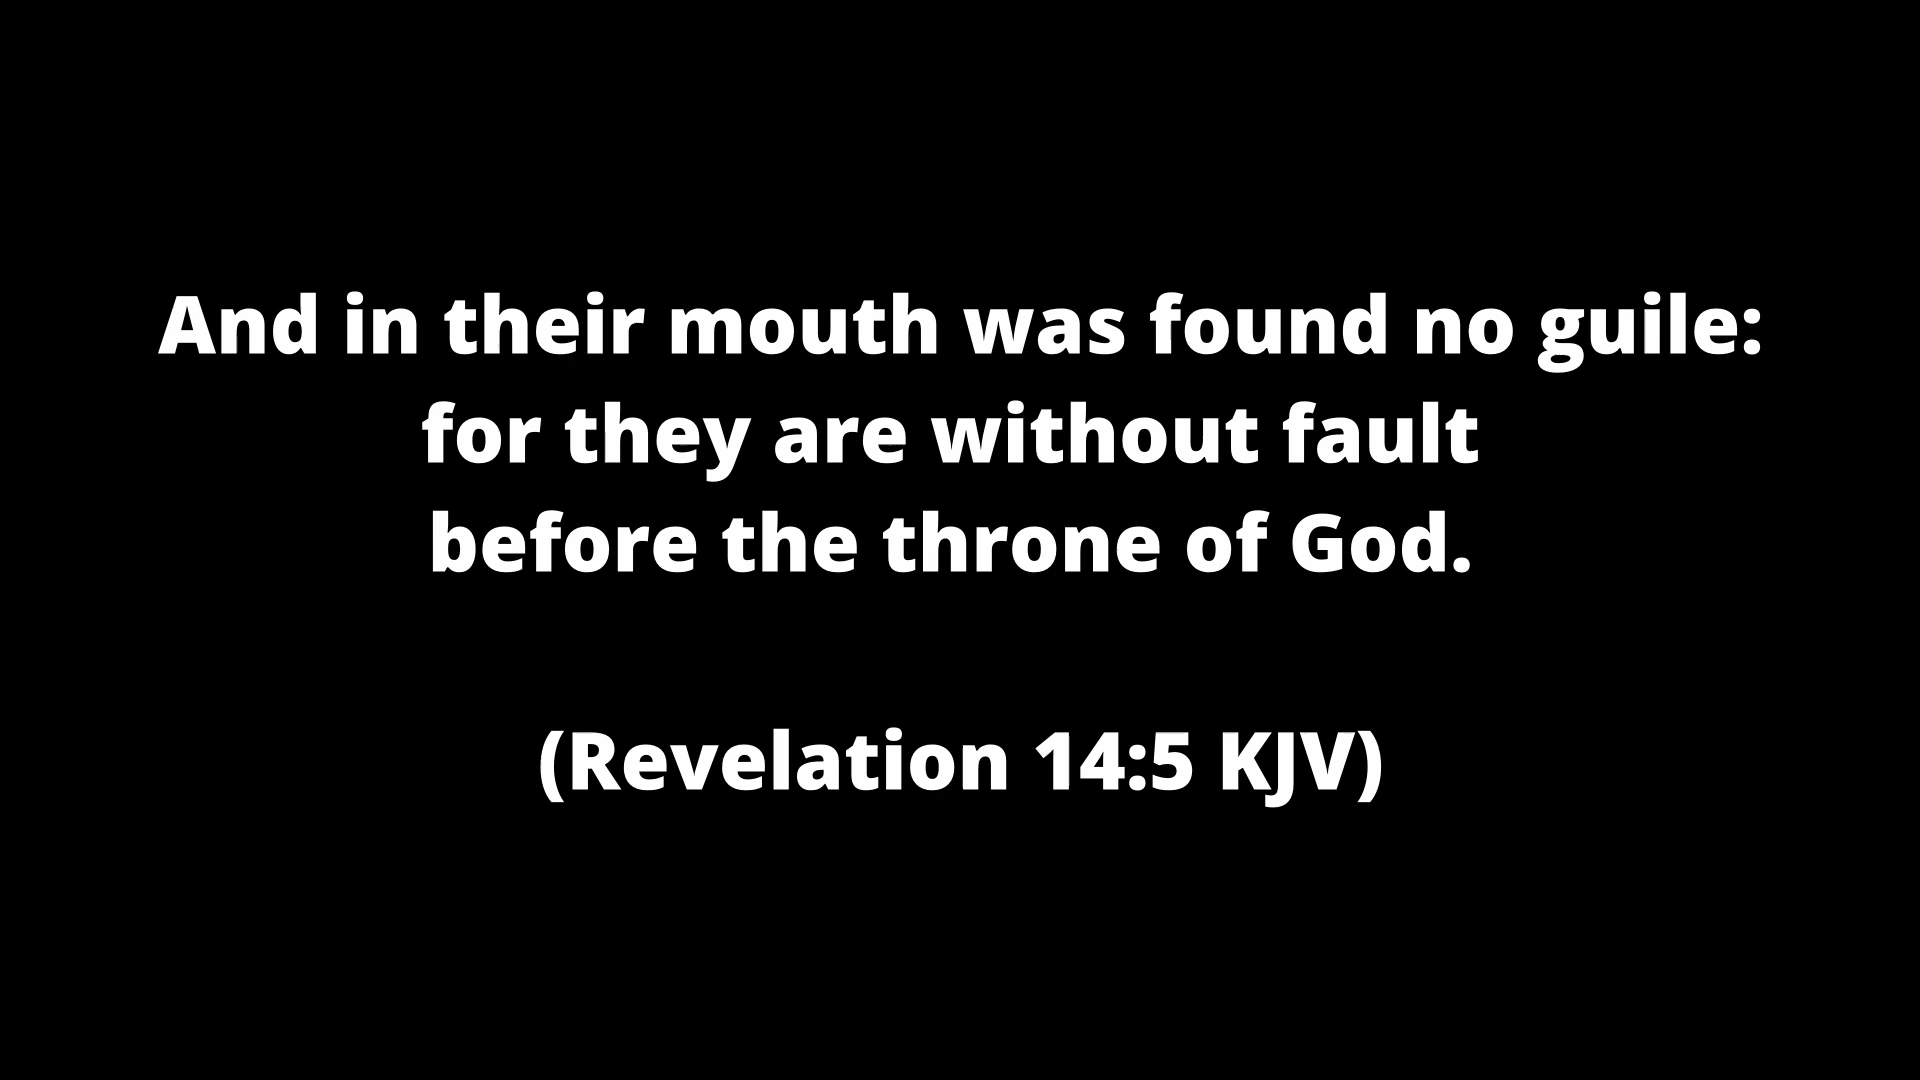 And in their mouth was found no guile:
for they are without fault
before the throne of God.
(Revelation 14:5 KJV)